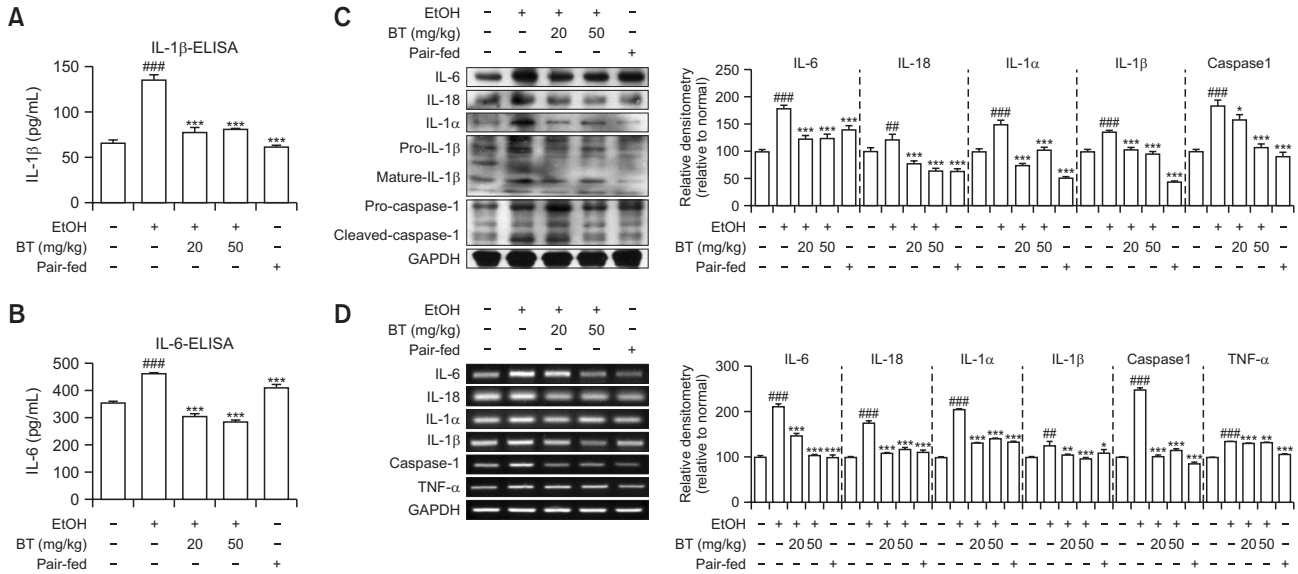 A
IL-1β-ELISA
IL-1β (pg/mL)
150
100
50
0
###
***
***
***
EtOH – + + + –
BT (mg/kg) – – 20 50 –
Pair-fed – – – – +
B
IL-6-ELISA
IL-6 (pg/mL)
500
400
300
200
100
0
###
***
***
***
EtOH – + + + –
BT (mg/kg) – – 20 50 –
Pair-fed – – – – +
C
EtOH – + + + –
BT (mg/kg) – – 20 50 –
Pair-fed – – – – +
IL-6
IL-18
IL-1α
Pro-IL-1β
Mature-IL-1β
Pro-caspase-1
Cleaved-caspase-1
GAPDH
Relative densitometry
(relative to normal)
250
200
150
100
50
0
IL-6 IL-18 IL-1α IL-1β Caspase1
### *** *** ***
## *** *** ***
### *** *** ***
### *** *** ***
### * *** ***
EtOH – + + + – – + + + – – + + + – – + + + – – + + + –
BT (mg/kg) – – 20 50 – – – 20 50 – – – 20 50 – – – 20 50 – – – 20 50 –
Pair-fed – – – – + – – – – + – – – – + – – – – + – – – – +
D
EtOH – + + + –
BT (mg/kg) – – 20 50 –
Pair-fed – – – – +
IL-6
IL-18
IL-1α
IL-1β
Caspase-1
TNF-α
GAPDH
Relative densitometry
(relative to normal)
300
200
100
0
IL-6 IL-18 IL-1α IL-1β Caspase1 TNF-α
### *** *** ***
### *** *** ***
### *** *** ***
## ** *** *
### *** *** ***
### *** ** ***
EtOH – + + + – – + + + – – + + + – – + + + – – + + + – – + + + –
BT (mg/kg) – – 20 50 – – – 20 50 – – – 20 50 – – – 20 50 – – – 20 50 – – – 20 50 –
Pair-fed – – – – + – – – – + – – – – + – – – – + – – – – + – – – – +